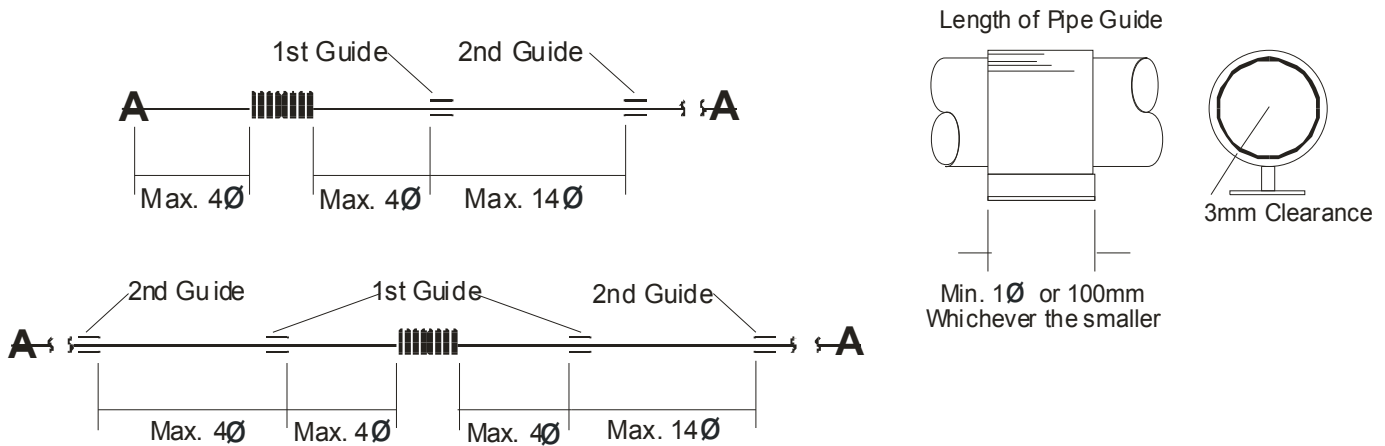 1st Guide
2nd Guide
A
A
Max. 4Ø
Max. 4Ø
Max. 14Ø
Length of Pipe Guide
3mm Clearance
Min. 1Ø or 100mm
Whichever the smaller
2nd Guide
1st Guide
2nd Guide
A
A
Max. 4Ø
Max. 4Ø
Max. 4Ø
Max. 14Ø